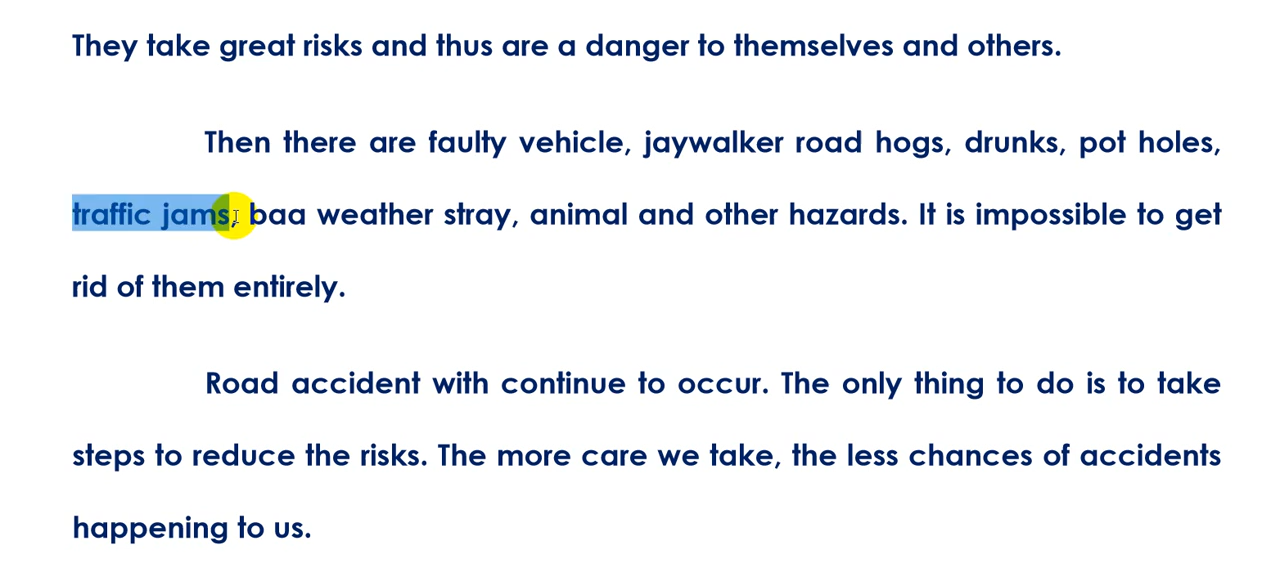 They take great risks and thus are a danger to themselves and others.
Then there are faulty vehicle, jaywalker road hogs, drunks, pot holes,
traffic jams, baa weather stray, animal and other hazards. It is impossible to get
rid of them entirely.
Road accident with continue to occur. The only thing to do is to take
steps to reduce the risks. The more care we take, the less chances of accidents
happening to us.